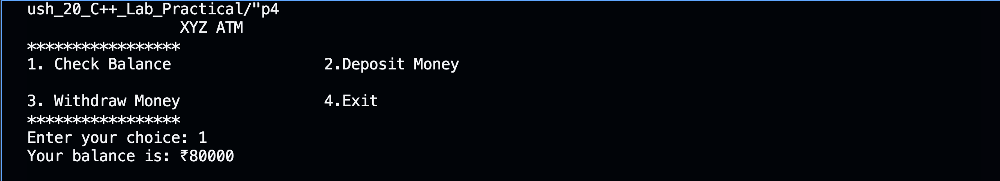 ush_20_C++_Lab_Practical/"p4
XYZ ATM
*****************
1. Check Balance 2.Deposit Money
3. Withdraw Money 4.Exit
*****************
Enter your choice: 1
Your balance is: ₹80000